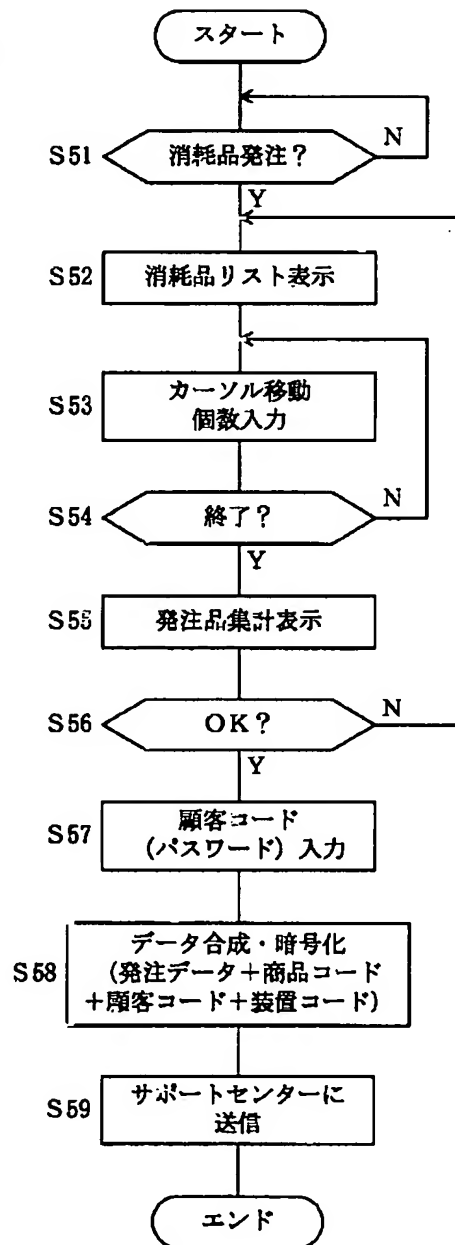 スタート
N
S51
消耗品発注?
Y
S52
消耗品リスト表示
S53
カーソル移動
個数入力
N
S54
終了?
Y
S55
発注品集計表示
N
S56
OK?
Y
S57
顧客コード
(パスワード)入力
データ合成・暗号化
S58
(発注データ+商品コード
+顧客コード+装置コード)
S59
サポートセンターに
送信
エンド